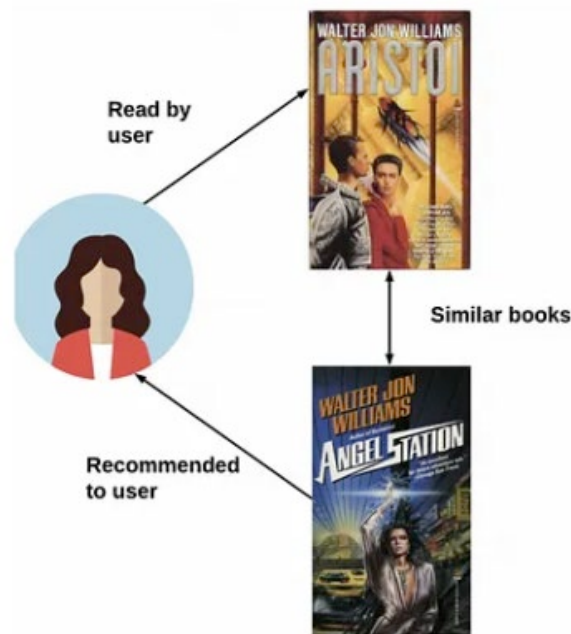 WALTER JON WILLIAMS
ARISTOI
Read by
user
Similar books
WALTER JON
WILLIAMS
ANGEL STATION
Recommended
to user